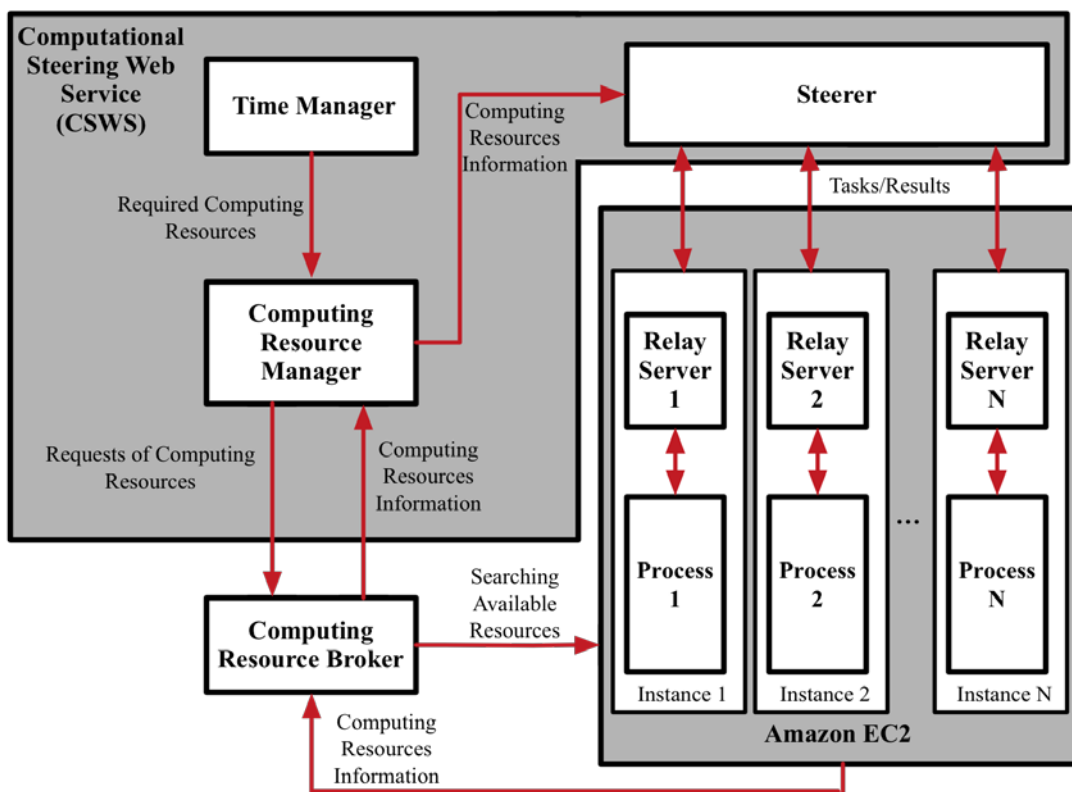 Computational
Steering Web
Service
(CSWS)
Time Manager
Computing
Resources
Information
Steerer
Tasks/Results
Required Computing
Resources
Computing
Resource
Manager
Requests of Computing
Resources
Computing
Resources
Information
Relay
Server
1
Relay
Server
2
Relay
Server
N
...
Process
1
Process
2
Process
N
Instance 1
Instance 2
Instance N
Amazon EC2
Searching
Available
Resources
Computing
Resource Broker
Computing
Resources
Information